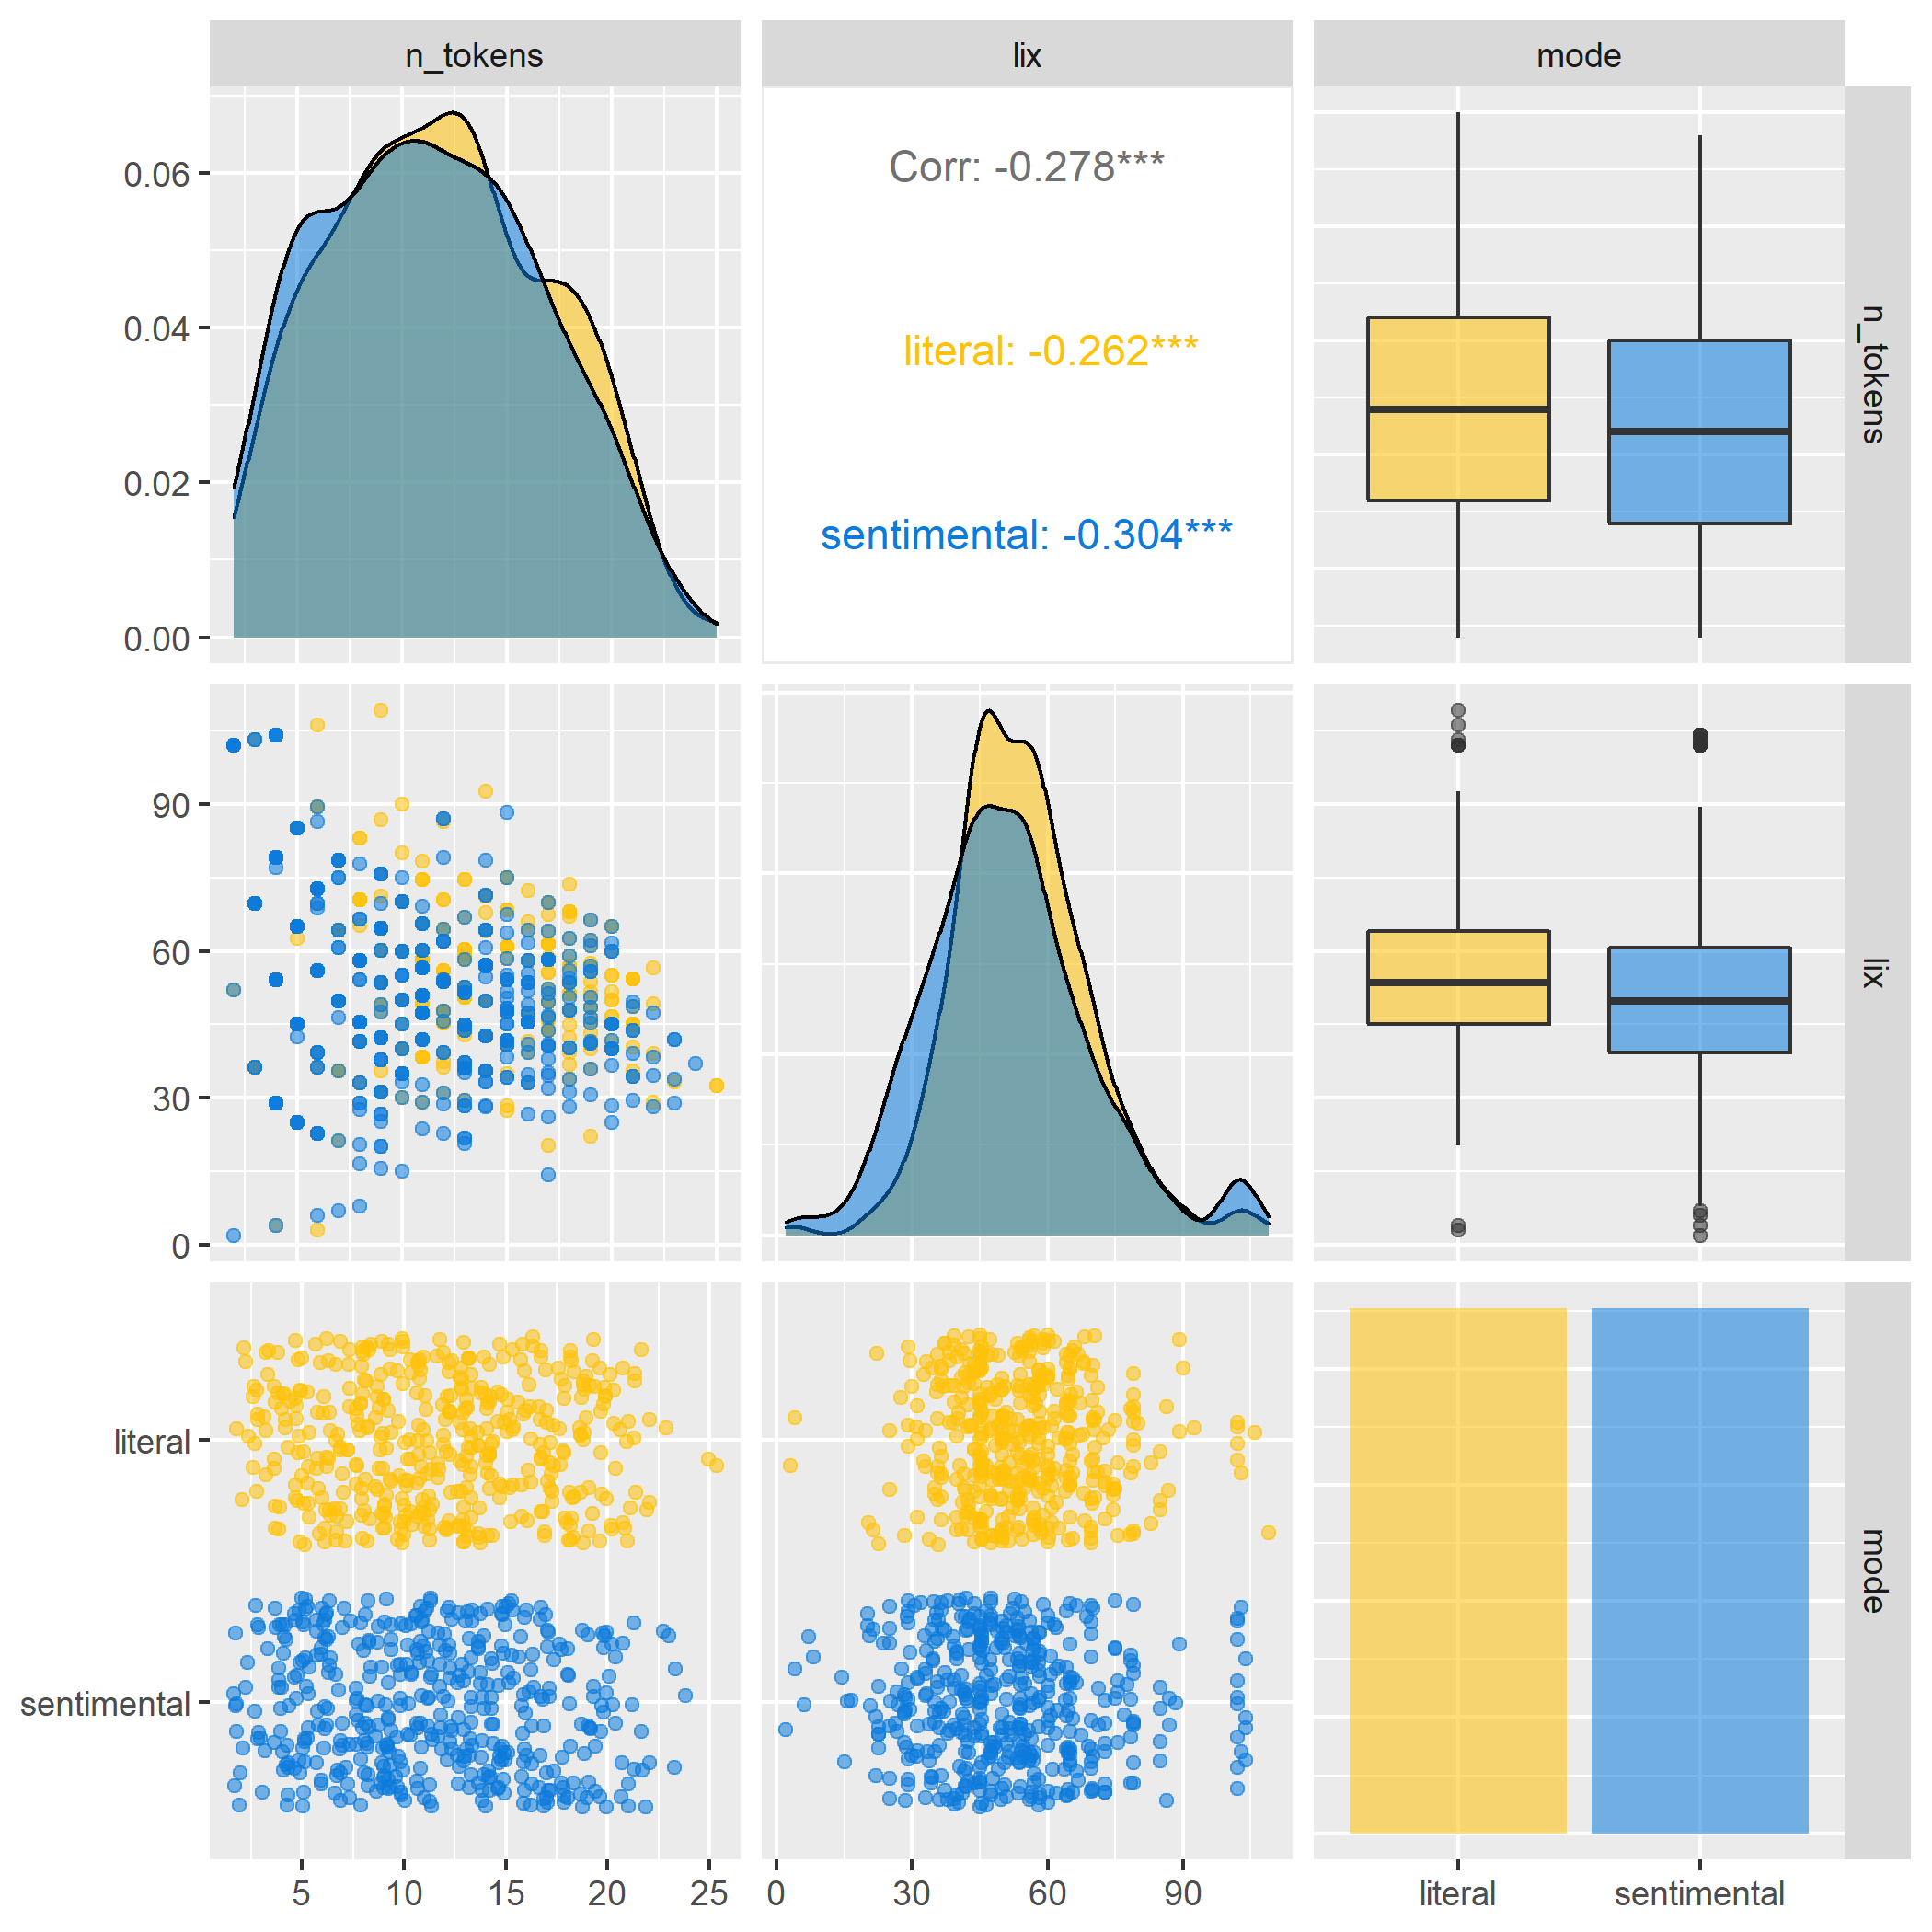 n_tokens
lix
mode
0.06
0.04
0.02
0.00
Corr: -0.278***
literal: -0.262***
sentimental: -0.304***
n_tokens
90
60
30
0
lix
literal
sentimental
mode
5 10 15 20 25
0 30 60 90
literal sentimental